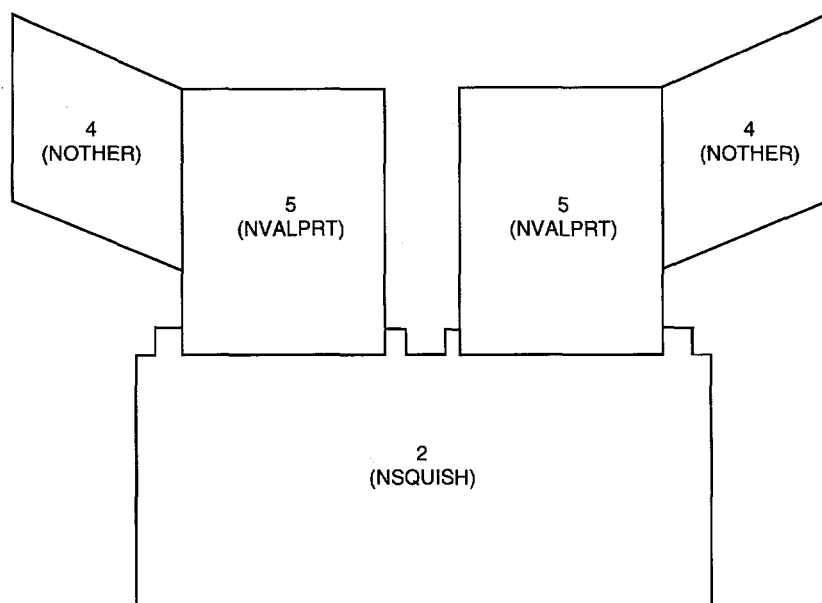 4
(NOTHER)
5
(NVALPRT)
5
(NVALPRT)
4
(NOTHER)
2
(NSQUISH)